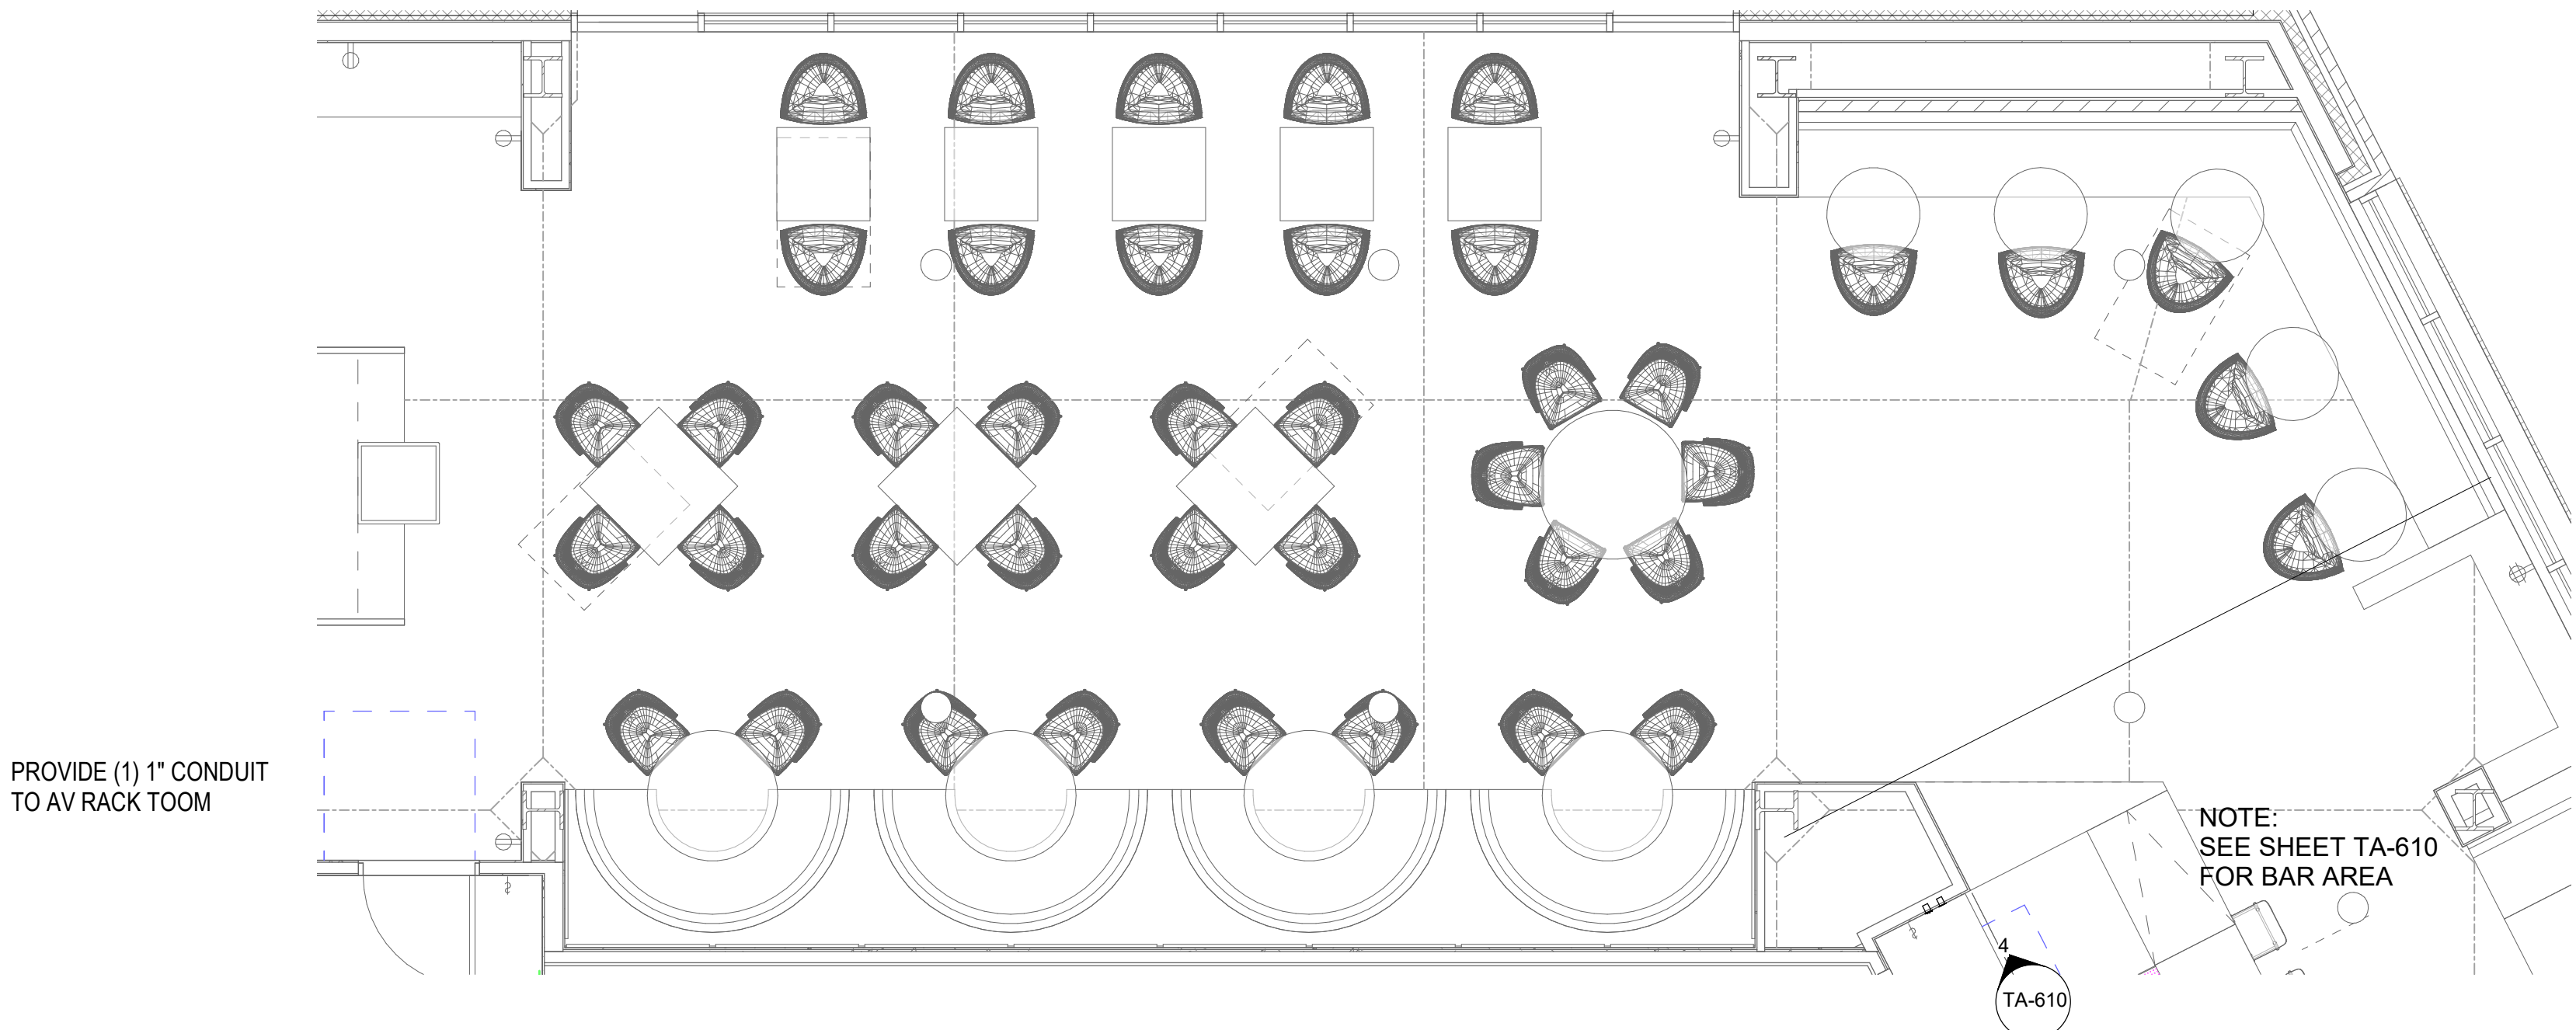 PROVIDE (1) 1" CONDUIT
TO AV RACK TOOM
NOTE:
SEE SHEET TA-610
FOR BAR AREA
4
TA-610